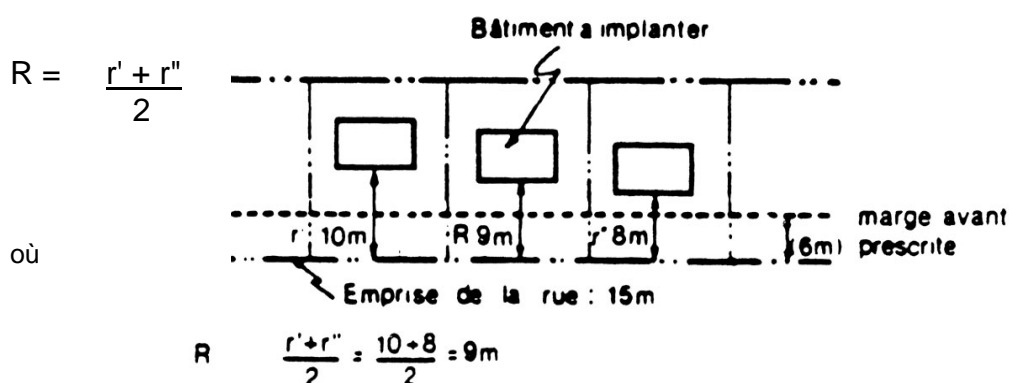 Bâtiment a implanter
R = r' + r"
2
r' 10m R 9m r" 8m (6m) marge avant
prescrite
où
Emprise de la rue : 15m
R r'+r" = 10+8 = 9m
2 2